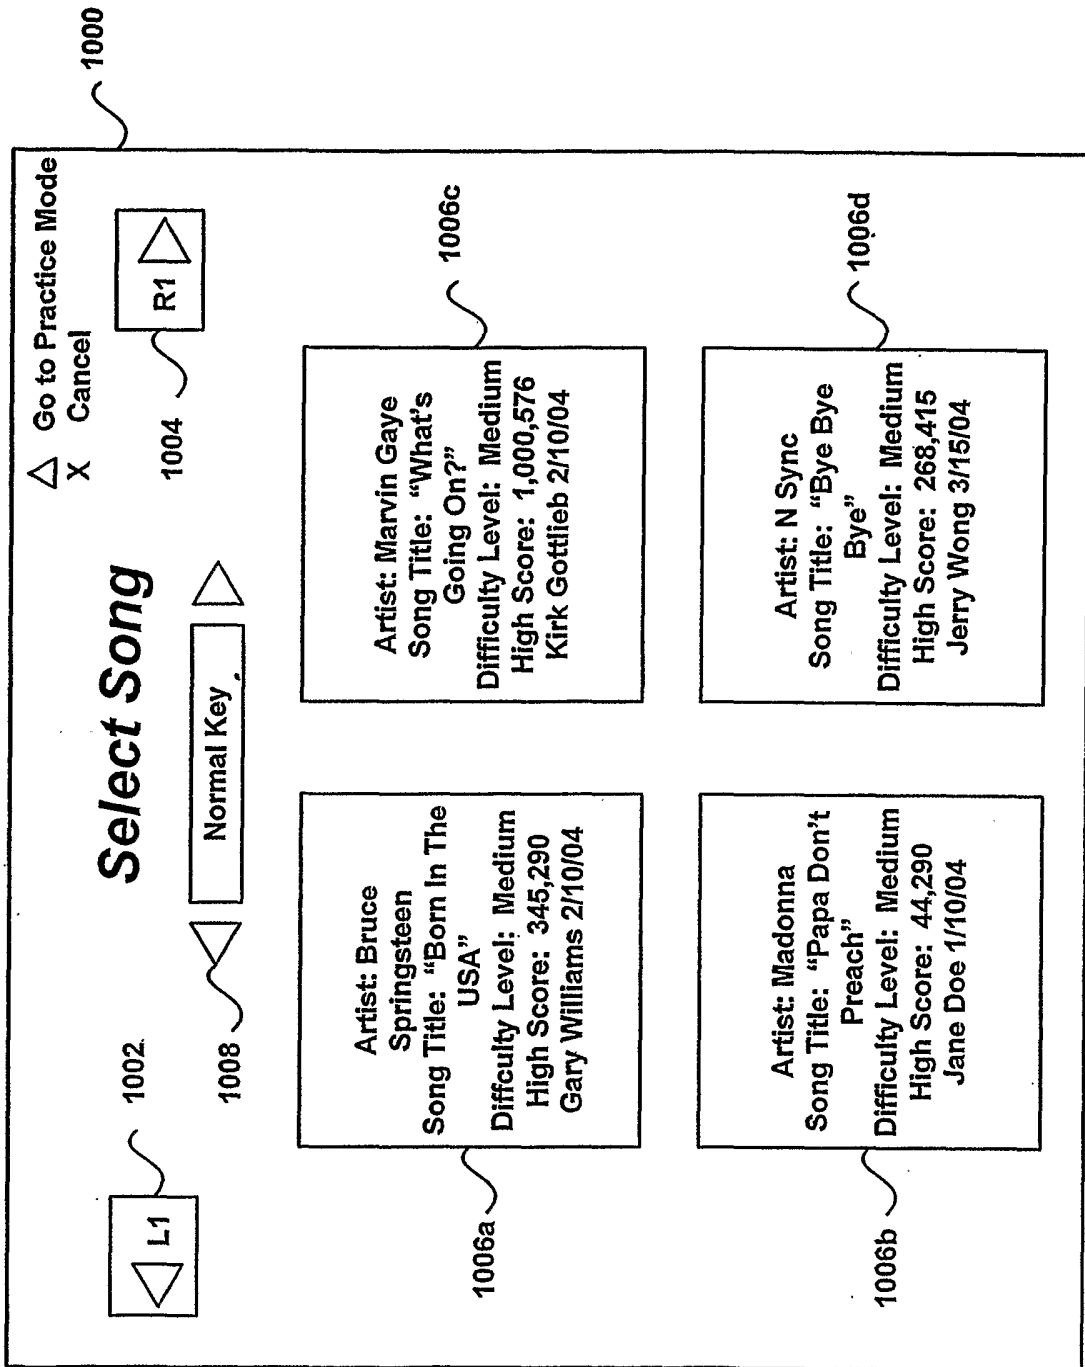 △ Go to Practice Mode
X Cancel
1000
Select Song
L1
1002
1004
R1
Normal Key
1008
Artist: Bruce
Springsteen
Song Title: “Born In The
USA”
Diffculty Level: Medium
High Score: 345,290
Gary Williams 2/10/04
1006a
Artist: Marvin Gaye
Song Title: “What's
Going On?”
Difficulty Level: Medium
High Score: 1,000,576
Kirk Gottlieb 2/10/04
1006c
Artist: Madonna
Song Title: “Papa Don't
Preach”
Difficulty Level: Medium
High Score: 44,290
Jane Doe 1/10/04
1006b
Artist: N Sync
Song Title: “Bye Bye
Bye”
Difficulty Level: Medium
High Score: 268,415
Jerry Wong 3/15/04
1006d